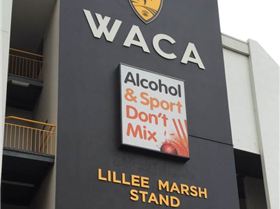 WACA
Alcohol
& Sport
Don't
Mix
LILLEE MARSH
STAND